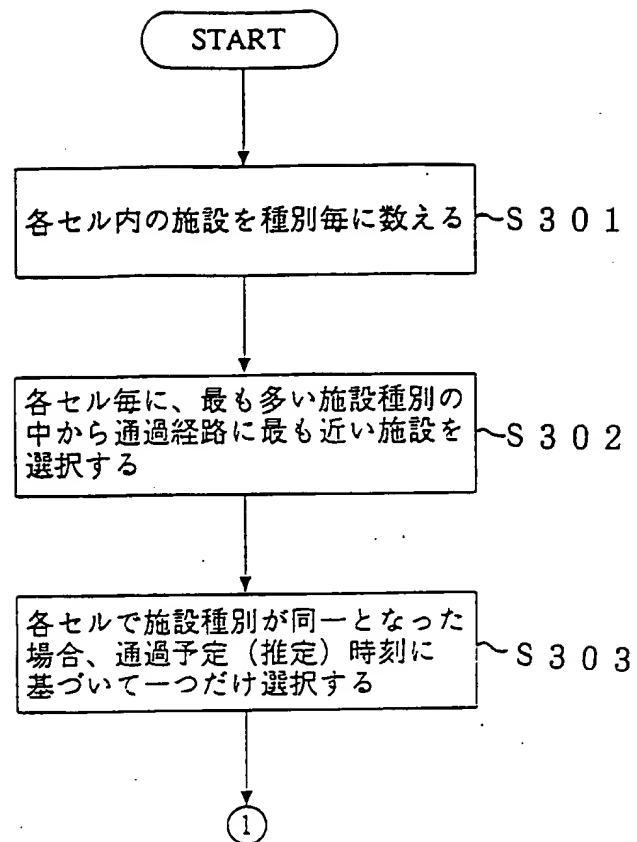 START
各セル内の施設を種別毎に数える
~S301
各セル毎に、最も多い施設種別の
中から通過経路に最も近い施設を
選択する
~S302
各セルで施設種別が同一となった
場合、通過予定（推定）時刻に
基づいて一つだけ選択する
~S303
1